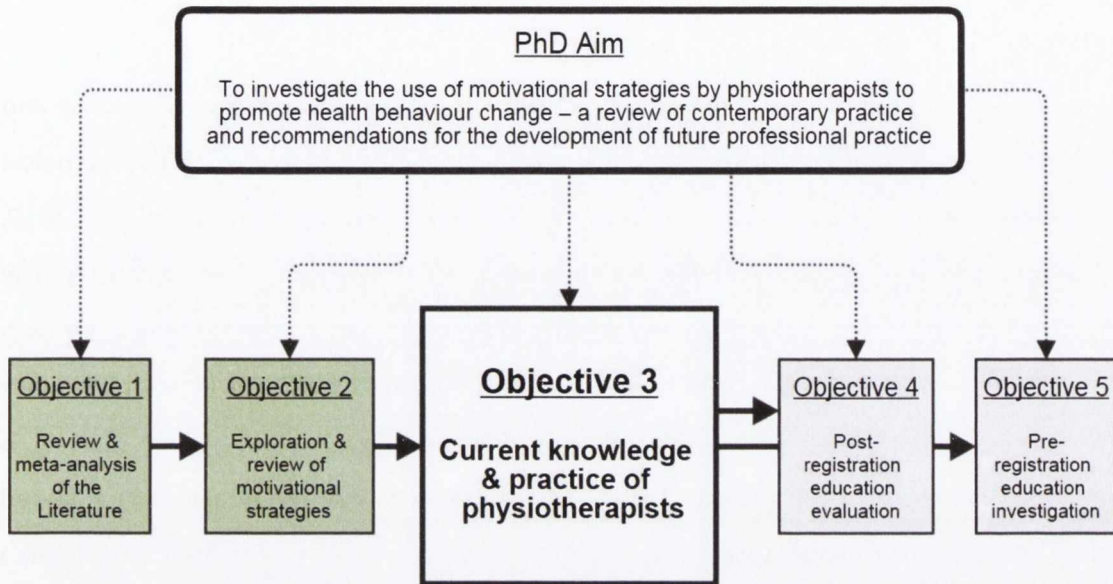 PhD Aim
To investigate the use of motivational strategies by physiotherapists to
promote health behaviour change – a review of contemporary practice
and recommendations for the development of future professional practice
Objective 1
Review &
meta-analysis
of the
Literature
Objective 2
Exploration &
review of
motivational
strategies
Objective 3
Current knowledge
& practice of
physiotherapists
Objective 4
Post-
registration
education
evaluation
Objective 5
Pre-
registration
education
investigation